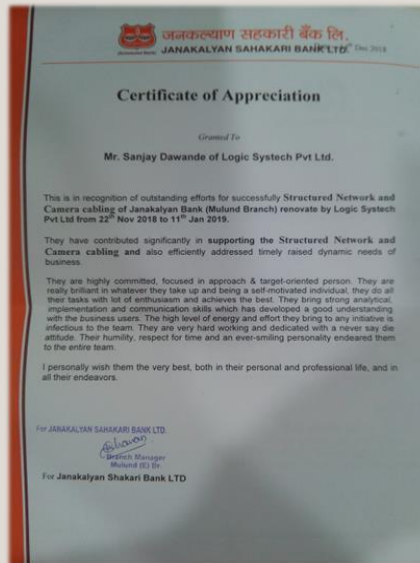 जनकल्याण सहकारी बँक लि.
JANAKALYAN SAHAKARI BANK LTD.
Dec 2018
Certificate of Appreciation
Granted To
Mr. Sanjay Dawande of Logic Systech Pvt Ltd.
This is in recognition of outstanding efforts for successfully Structured Network and
Camera cabling of Janakalyan Bank (Mulund Branch) renovate by Logic Systech
Pvt Ltd from 22th Nov 2018 to 11th Jan 2019.
They have contributed significantly in supporting the Structured Network and
Camera cabling and also efficiently addressed timely raised dynamic needs of
business.
They are highly committed, focused in approach & target-oriented person. They are
really brilliant in whatever they take up and being a self-motivated individual, they do all
their tasks with lot of enthusiasm and achieves the best. They bring strong analytical,
implementation and communication skills which has developed a good understanding
with the business users. The high level of energy and effort they bring to any initiative is
infectious to the team. They are very hard working and dedicated with a never say die
attitude. Their humility, respect for time and an ever-smiling personality endeared them
to the entire team.
I personally wish them the very best, both in their personal and professional life, and in
all their endeavors.
For JANAKALYAN SAHAKARI BANK LTD.
Branch Manager
Mulund (E) Br.
For Janakalyan Shakari Bank LTD